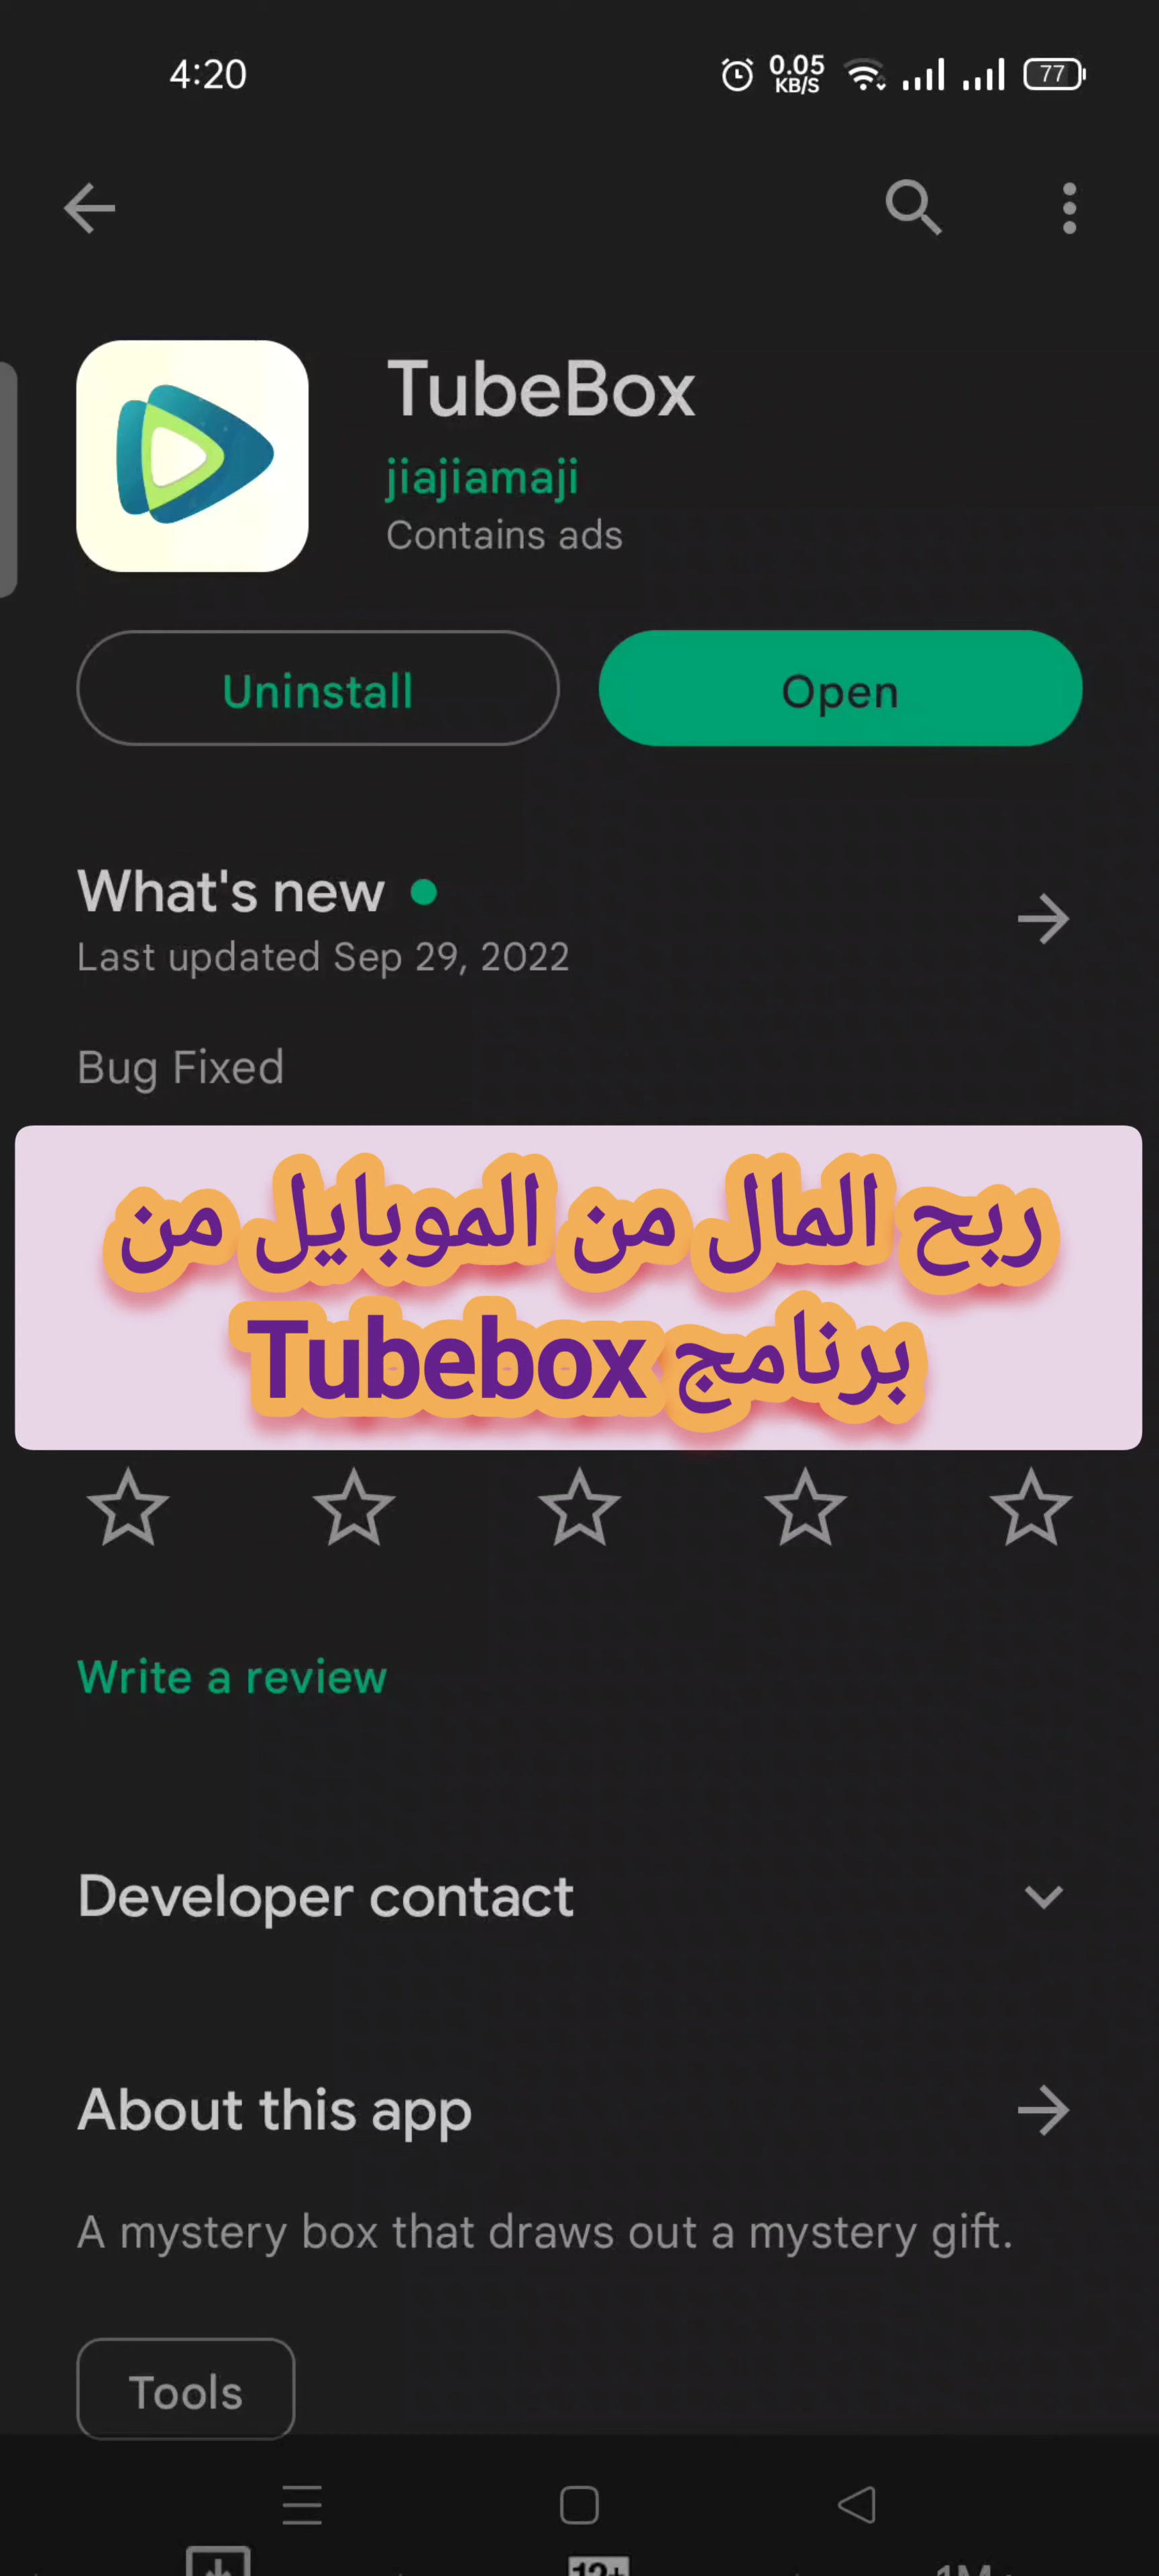 4:20
0.05
KB/S
77
TubeBox
jiajiamaji
Contains ads
Uninstall
Open
What's new
Last updated Sep 29, 2022
Bug Fixed
ربح المال من الموبايل من
برنامج Tubebox
Write a review
Developer contact
About this app
A mystery box that draws out a mystery gift.
Tools
12+